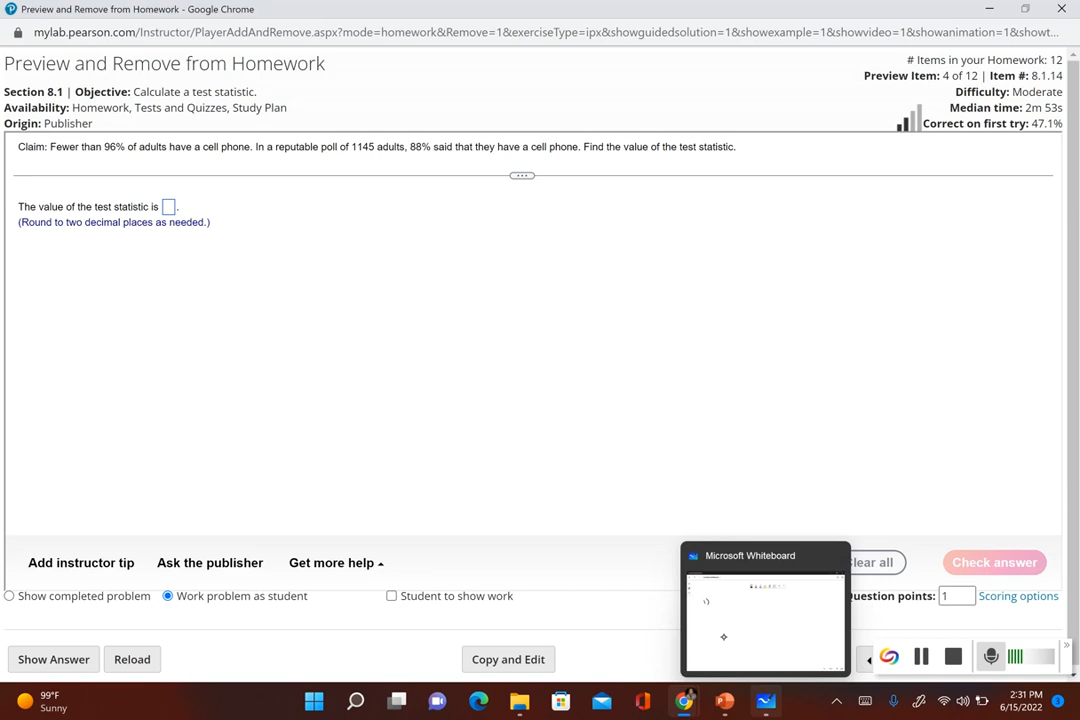 Preview and Remove from Homework - Google Chrome
mylab.pearson.com/Instructor/PlayerAddAndRemove.aspx?mode=homework&Remove=1&exerciseType=ipx&showguidedsolution=1&showexample=1&showvideo=1&showanimation=1&showt...
Preview and Remove from Homework
# Items in your Homework: 12
Preview Item: 4 of 12 | Item #: 8.1.14
Section 8.1 | Objective: Calculate a test statistic.
Difficulty: Moderate
Availability: Homework, Tests and Quizzes, Study Plan
Median time: 2m 53s
Origin: Publisher
Correct on first try: 47.1%
Claim: Fewer than 96% of adults have a cell phone. In a reputable poll of 1145 adults, 88% said that they have a cell phone. Find the value of the test statistic.
The value of the test statistic is .
(Round to two decimal places as needed.)
Microsoft Whiteboard
Add instructor tip
Ask the publisher
Get more help
lear all
Check answer
Show completed problem
Work problem as student
Student to show work
uestion points: 1
Scoring options
Show Answer
Reload
Copy and Edit
99°F
Sunny
2:31 PM
6/15/2022
3